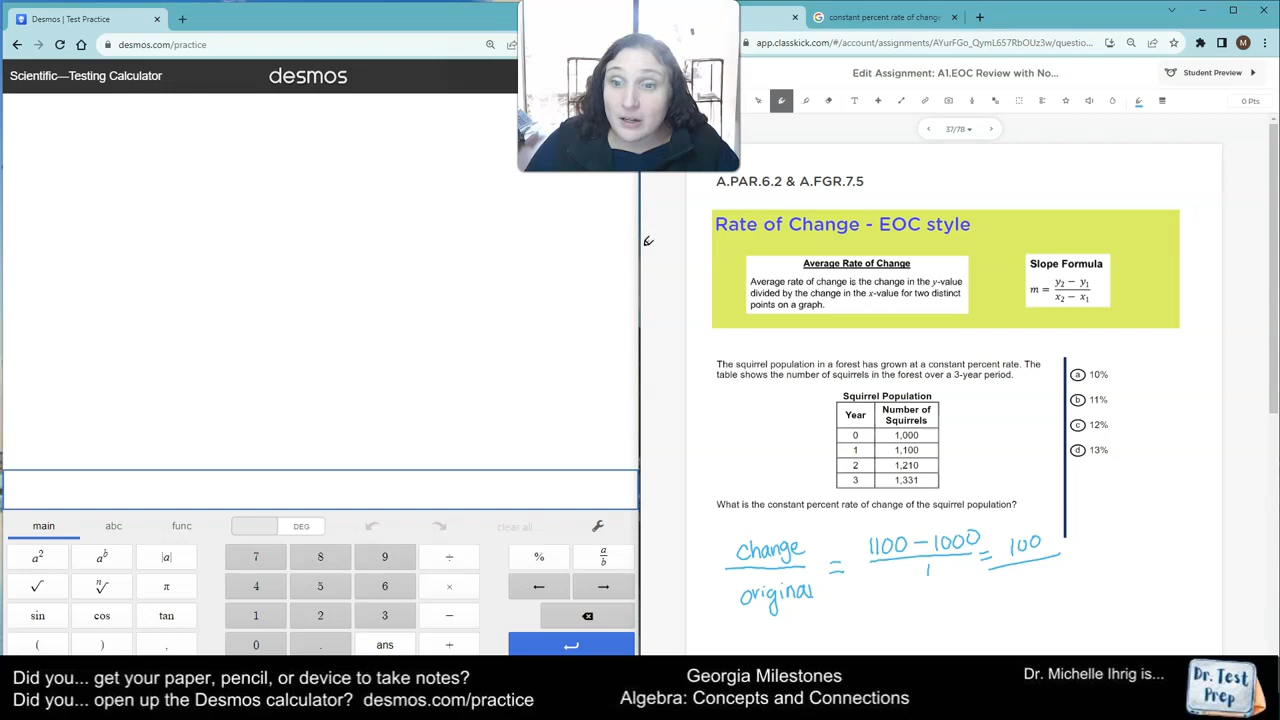 Desmos | Test Practice
constant percent rate of change
desmos.com/practice
app.classkick.com/#/account/assignments/AYurFGo_QymL657RbOUz3w/questio...
M
Scientific—Testing Calculator
desmos
Edit Assignment: A1.EOC Review with No...
Student Preview
T
0 Pts
37/78
A.PAR.6.2 & A.FGR.7.5
Rate of Change - EOC style
Average Rate of Change
Average rate of change is the change in the y-value
divided by the change in the x-value for two distinct
points on a graph.
Slope Formula
m = y₂ − y₁ / x₂ − x₁
The squirrel population in a forest has grown at a constant percent rate. The
table shows the number of squirrels in the forest over a 3-year period.
Squirrel Population
Year Number of Squirrels
0 1,000
1 1,100
2 1,210
3 1,331
a 10%
b 11%
c 12%
d 13%
What is the constant percent rate of change of the squirrel population?
change / original = 1100 − 1000 / 1 = 100
main abc func DEG clear all
a² aᵇ |a| 7 8 9 ÷ % a/b
√ ⁿ√ π 4 5 6 × ← →
sin cos tan 1 2 3 −
( ) , 0 . ans +
Did you... get your paper, pencil, or device to take notes?
Did you... open up the Desmos calculator? desmos.com/practice
Georgia Milestones
Algebra: Concepts and Connections
Dr. Michelle Ihrig is...
Dr. Test
Prep